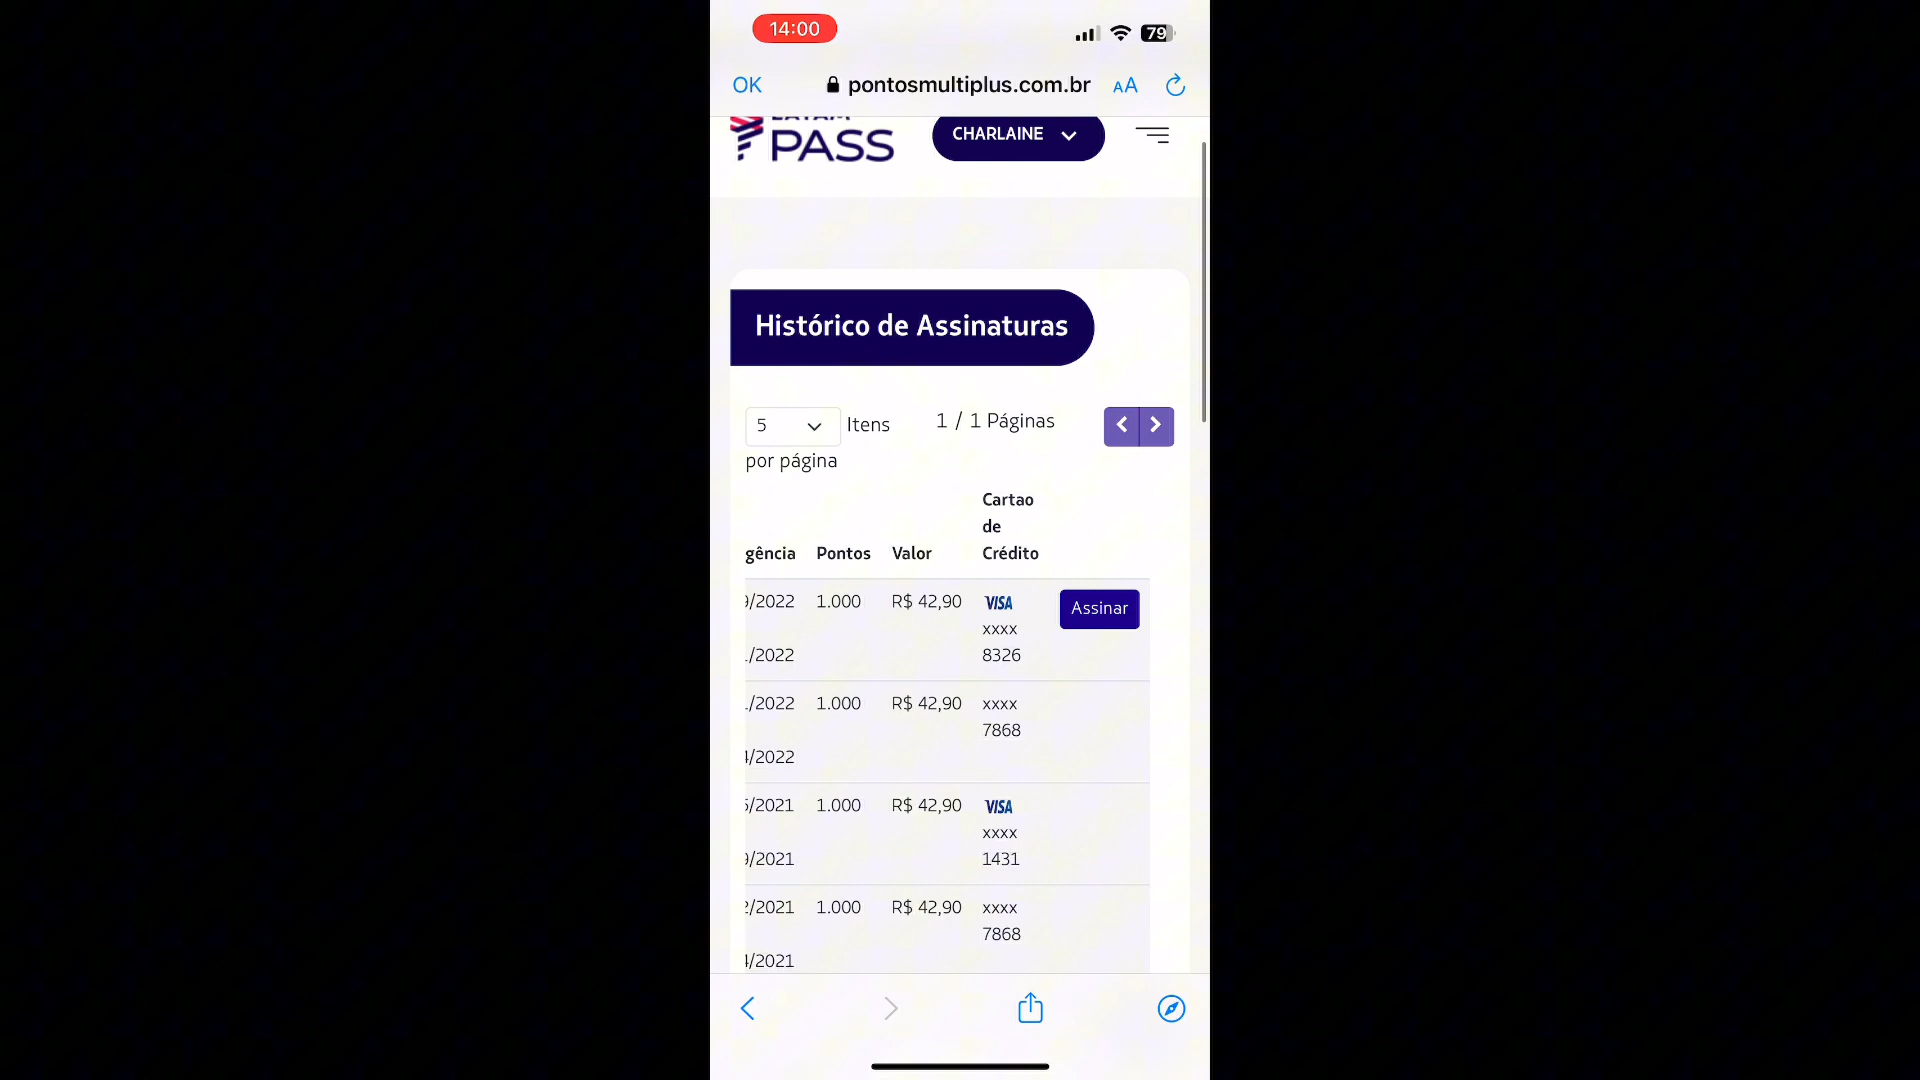 14:00
79
OK
pontosmultiplus.com.br
AA
PASS
CHARLAINE
Histórico de Assinaturas
5
Itens
por página
1 / 1 Páginas
Cartao
de
gência Pontos Valor Crédito
/2022 1.000 R$ 42,90 VISA Assinar
xxxx
/2022 8326
/2022 1.000 R$ 42,90 xxxx
7868
/2022
/2021 1.000 R$ 42,90 VISA
xxxx
/2021 1431
/2021 1.000 R$ 42,90 xxxx
7868
/2021